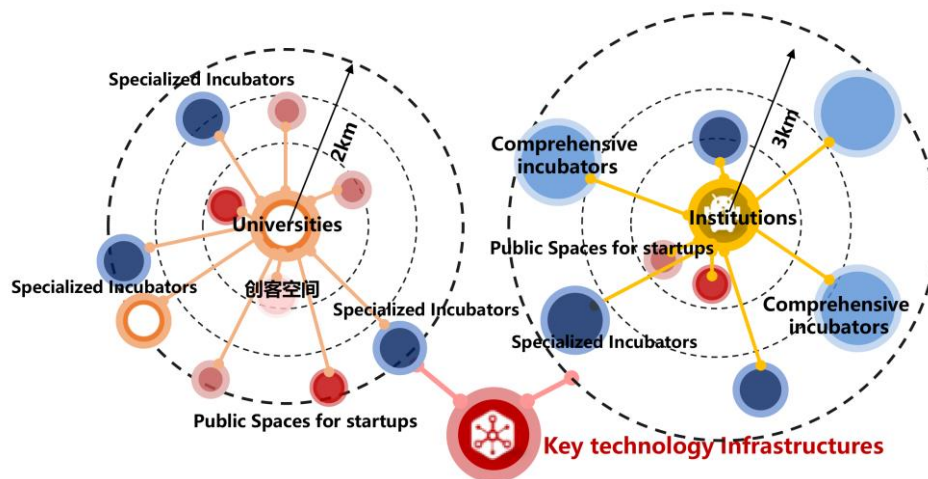 Specialized Incubators
2km
Universities
Specialized Incubators
创客空间
Specialized Incubators
Public Spaces for startups
3km
Comprehensive
incubators
Institutions
Public Spaces for startups
Comprehensive
incubators
Specialized Incubators
Key technology Infrastructures